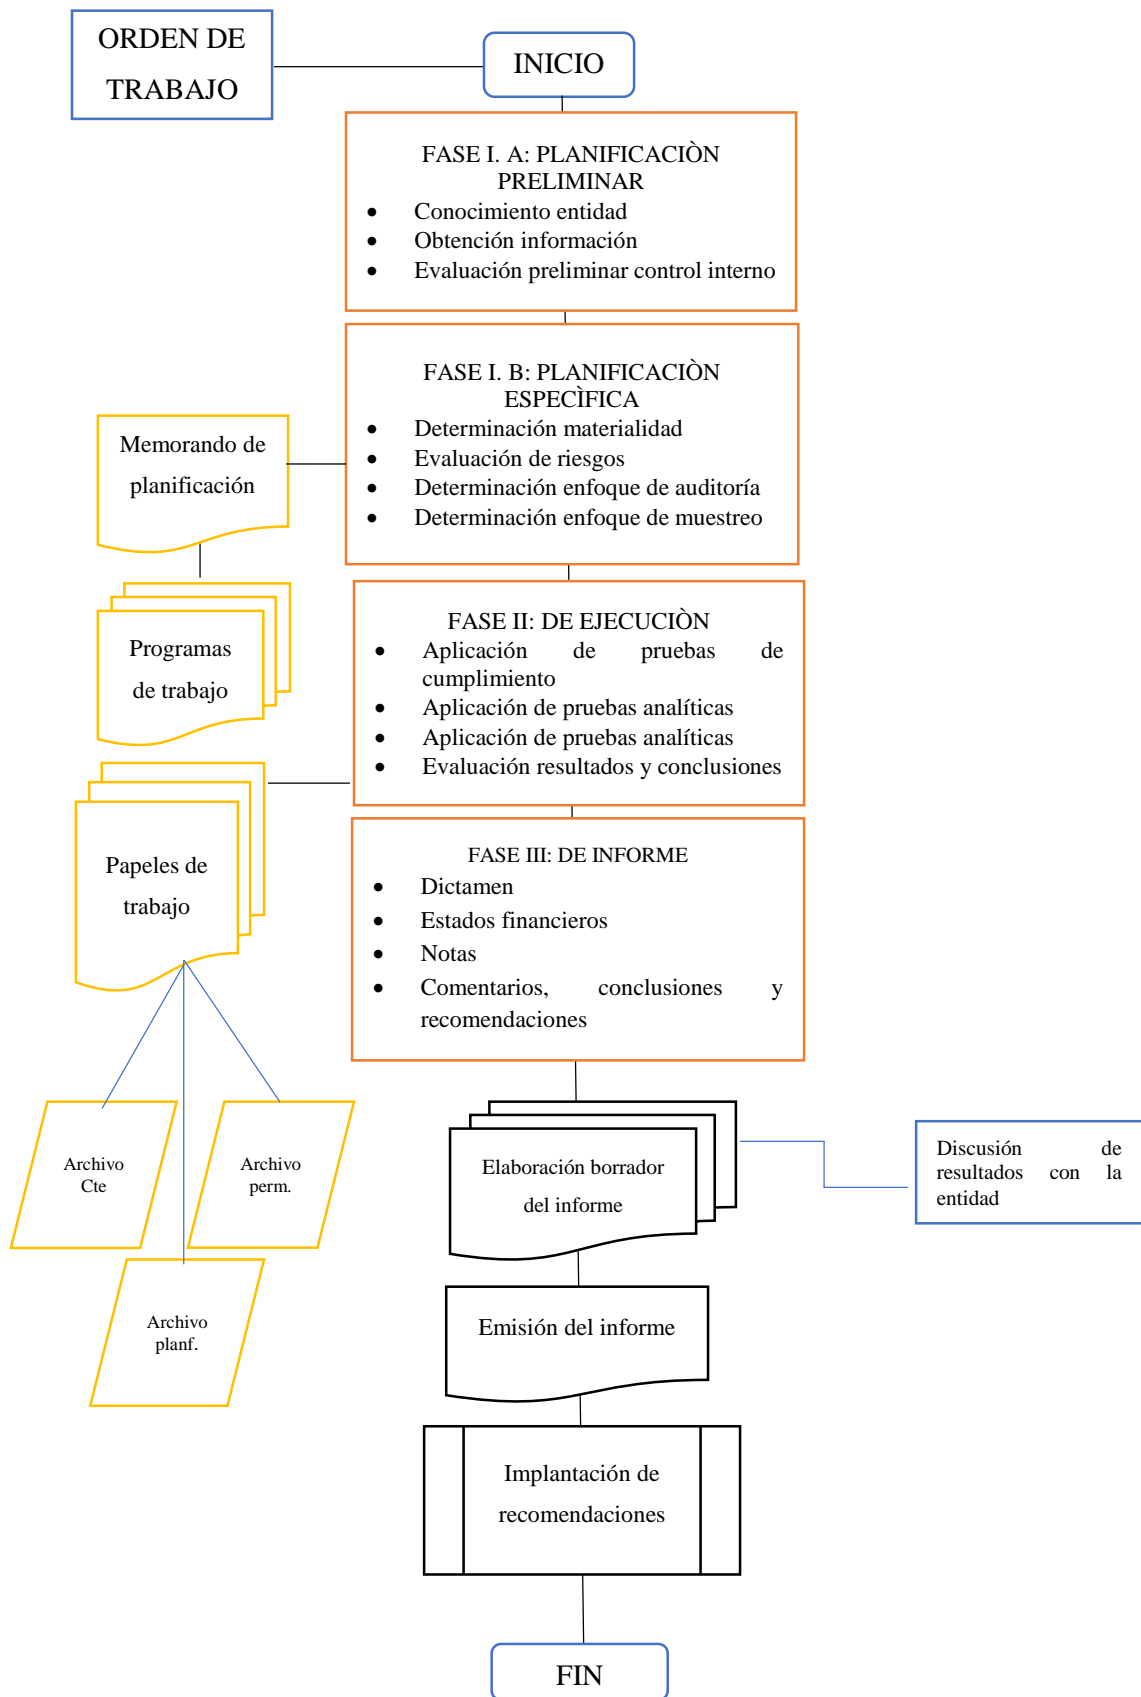 ORDEN DE
TRABAJO
INICIO
FASE I. A: PLANIFICACIÒN
PRELIMINAR
• Conocimiento entidad
• Obtención información
• Evaluación preliminar control interno
FASE I. B: PLANIFICACIÒN
ESPECÌFICA
• Determinación materialidad
• Evaluación de riesgos
• Determinación enfoque de auditoría
• Determinación enfoque de muestreo
Memorando de
planificación
Programas
de trabajo
FASE II: DE EJECUCIÒN
• Aplicación de pruebas de
cumplimiento
• Aplicación de pruebas analíticas
• Aplicación de pruebas analíticas
• Evaluación resultados y conclusiones
Papeles de
trabajo
FASE III: DE INFORME
• Dictamen
• Estados financieros
• Notas
• Comentarios, conclusiones y
recomendaciones
Archivo
Cte
Archivo
perm.
Archivo
planf.
Elaboración borrador
del informe
Discusión de
resultados con la
entidad
Emisión del informe
Implantación de
recomendaciones
FIN